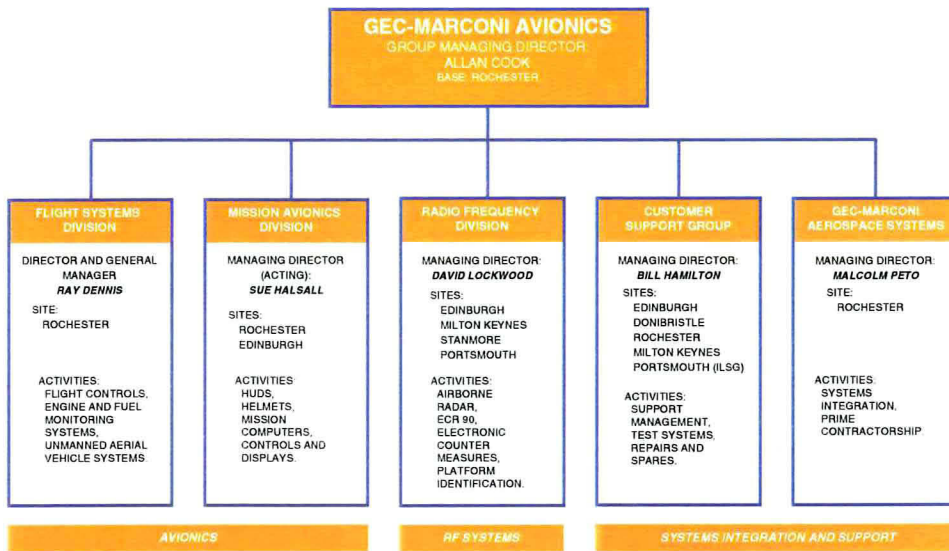 GEC-MARCONI AVIONICS
GROUP MANAGING DIRECTOR
ALLAN COOK
BASE: ROCHESTER
FLIGHT SYSTEMS
DIVISION
DIRECTOR AND GENERAL
MANAGER
RAY DENNIS
SITE:
ROCHESTER
ACTIVITIES:
FLIGHT CONTROLS,
ENGINE AND FUEL
MONITORING
SYSTEMS,
UNMANNED AERIAL
VEHICLE SYSTEMS.
MISSION AVIONICS
DIVISION
MANAGING DIRECTOR
(ACTING):
SUE HALSALL
SITES:
ROCHESTER
EDINBURGH
ACTIVITIES:
HUDS,
HELMETS,
MISSION
COMPUTERS,
CONTROLS AND
DISPLAYS.
RADIO FREQUENCY
DIVISION
MANAGING DIRECTOR:
DAVID LOCKWOOD
SITES:
EDINBURGH
MILTON KEYNES
STANMORE
PORTSMOUTH
ACTIVITIES:
AIRBORNE
RADAR,
ECR 90,
ELECTRONIC
COUNTER
MEASURES,
PLATFORM
IDENTIFICATION.
CUSTOMER
SUPPORT GROUP
MANAGING DIRECTOR:
BILL HAMILTON
SITES:
EDINBURGH
DONIBRISTLE
ROCHESTER
MILTON KEYNES
PORTSMOUTH (ILSG)
ACTIVITIES:
SUPPORT
MANAGEMENT,
TEST SYSTEMS,
REPAIRS AND
SPARES.
GEC-MARCONI
AEROSPACE SYSTEMS
MANAGING DIRECTOR:
MALCOLM PETO
SITE:
ROCHESTER
ACTIVITIES:
SYSTEMS
INTEGRATION,
PRIME
CONTRACTORSHIP.
AVIONICS
RF SYSTEMS
SYSTEMS INTEGRATION AND SUPPORT